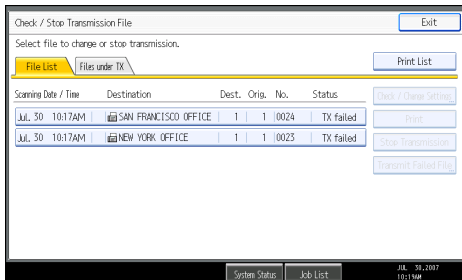 Check / Stop Transmission File
Exit
Select file to change or stop transmission.
File List
Files under TX
Print List
Scanning Date / Time Destination Dest. Orig. No. Status
Jul. 30 10:17AM SAN FRANCISCO OFFICE 1 1 0024 TX failed
Jul. 30 10:17AM NEW YORK OFFICE 1 1 0023 TX failed
Check / Change Setting
Print
Stop Transmission
Transmit Failed File
System Status
Job List
JUL 30,2007
10:19AM